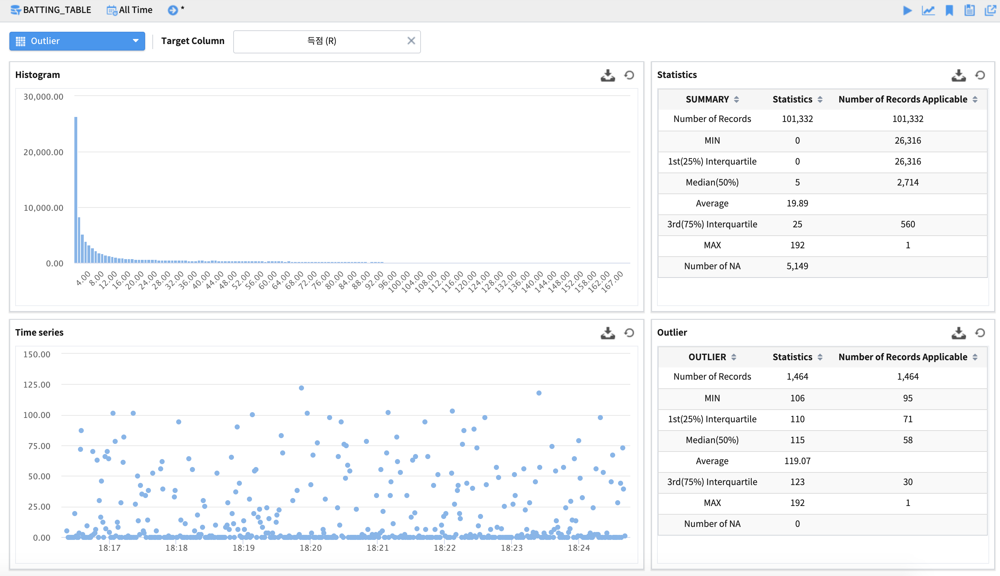 BATTING_TABLE All Time *
Outlier Target Column 득점 (R)
Histogram
30,000.00
20,000.00
10,000.00
0.00
4.00 8.00 12.00 16.00 20.00 24.00 28.00 32.00 36.00 40.00 44.00 48.00 52.00 56.00 60.00 64.00 68.00 72.00 76.00 80.00 84.00 88.00 92.00 96.00 100.00 104.00 108.00 112.00 116.00 120.00 124.00 128.00 132.00 136.00 140.00 144.00 148.00 152.00 158.00 162.00 167.00
Statistics
SUMMARY Statistics Number of Records Applicable
Number of Records 101,332 101,332
MIN 0 26,316
1st(25%) Interquartile 0 26,316
Median(50%) 5 2,714
Average 19.89
3rd(75%) Interquartile 25 560
MAX 192 1
Number of NA 5,149
Time series
150.00
125.00
100.00
75.00
50.00
25.00
0.00
18:17 18:18 18:19 18:20 18:21 18:22 18:23 18:24
Outlier
OUTLIER Statistics Number of Records Applicable
Number of Records 1,464 1,464
MIN 106 95
1st(25%) Interquartile 110 71
Median(50%) 115 58
Average 119.07
3rd(75%) Interquartile 123 30
MAX 192 1
Number of NA 0